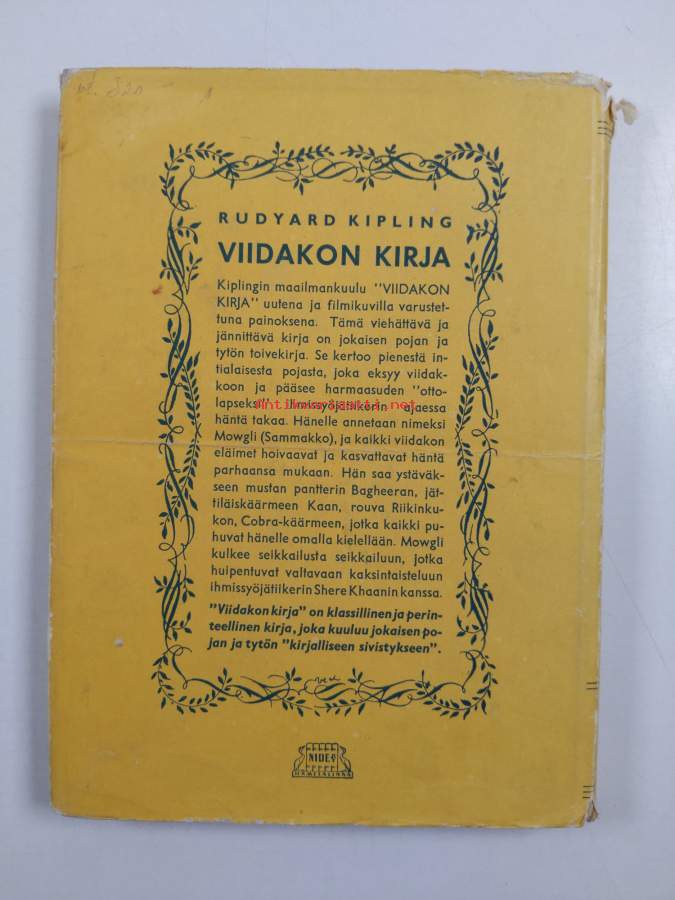 RUDYARD KIPLING
VIIDAKON KIRJA
Kiplingin maailmankuulu "VIIDAKON
KIRJA" uutena ja filmikuvilla varustet-
tuna painoksena. Tämä viehättävä ja
jännittävä kirja on jokaisen pojan ja
tytön toivekirja. Se kertoo pienestä in-
tialaisesta pojasta, joka eksyy viidak-
koon ja pääsee harmaasuden "otto-
lapseksi" ihmissyöjätiikerin ajaessa
häntä takaa. Hänelle annetaan nimeksi
Mowgli (Sammakko), ja kaikki viidakon
eläimet hoivaavat ja kasvattavat häntä
parhaansa mukaan. Hän saa ystäväk-
seen mustan pantterin Bagheeran, jät-
tiläiskäärmeen Kaan, rouva Riikinku-
kon, Cobra-käärmeen, jotka kaikki pu-
huvat hänelle omalla kielellään. Mowgli
kulkee seikkailusta seikkailuun, jotka
huipentuvat valtavaan kaksintaisteluun
ihmissyöjätiikerin Shere Khaanin kanssa.
"Viidakon kirja" on klassillinen ja perin-
teellinen kirja, joka kuuluu jokaisen po-
jan ja tytön "kirjalliseen sivistykseen".
NIDE
HÄMEENLINNA